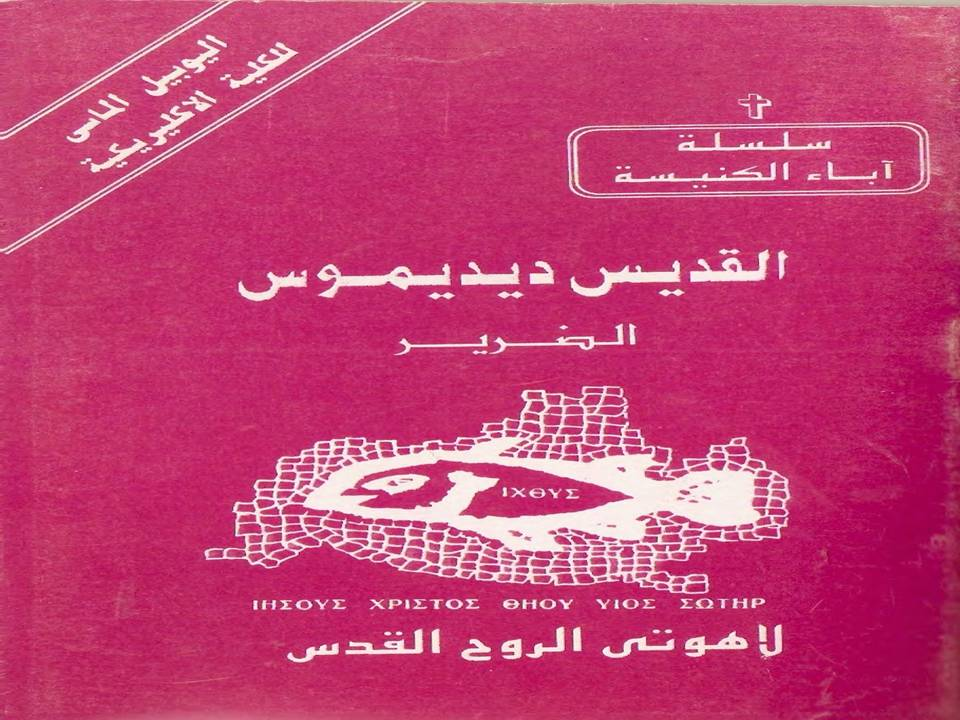 اليوبيل الماسى
للكلية الاكليريكية
سلسلة
آباء الكنيسة
القديس ديديموس
الضرير
ΙΧΘΥΣ
ΙΗΣΟΥΣ ΧΡΙΣΤΟΣ ΘΗΟΥ ΥΙΟΣ ΣΩΤΗΡ
لاهوتى الروح القدس